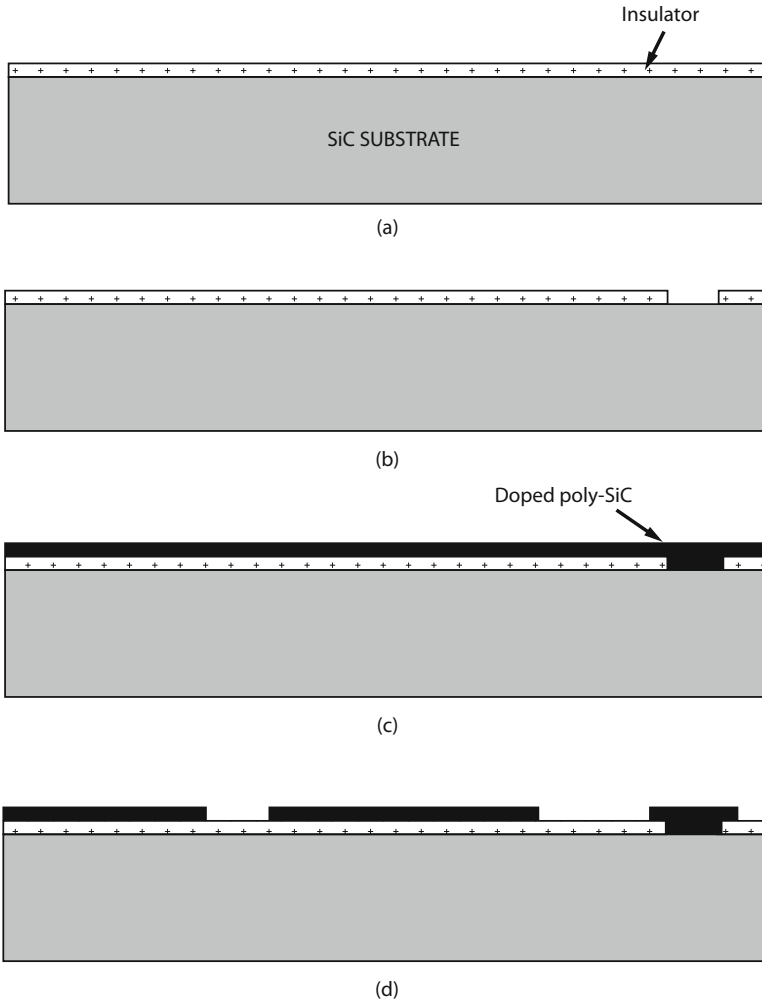 Insulator
SiC SUBSTRATE
(a)
(b)
Doped poly-SiC
(c)
(d)